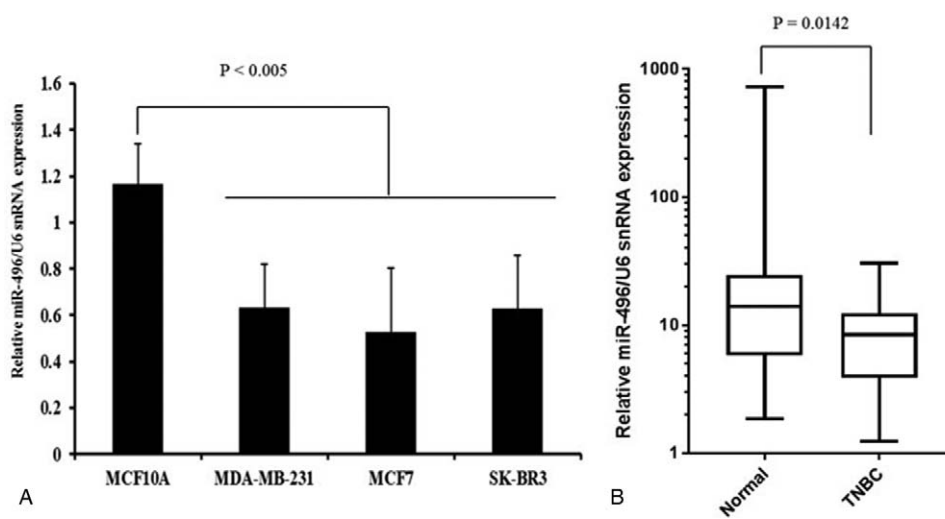 P < 0.005
Relative miR-496/U6 snRNA expression
1.6
1.4
1.2
1
0.8
0.6
0.4
0.2
0
MCF10A MDA-MB-231 MCF7 SK-BR3
A
P = 0.0142
Relative miR-496/U6 snRNA expression
1000
100
10
1
Normal TNBC
B